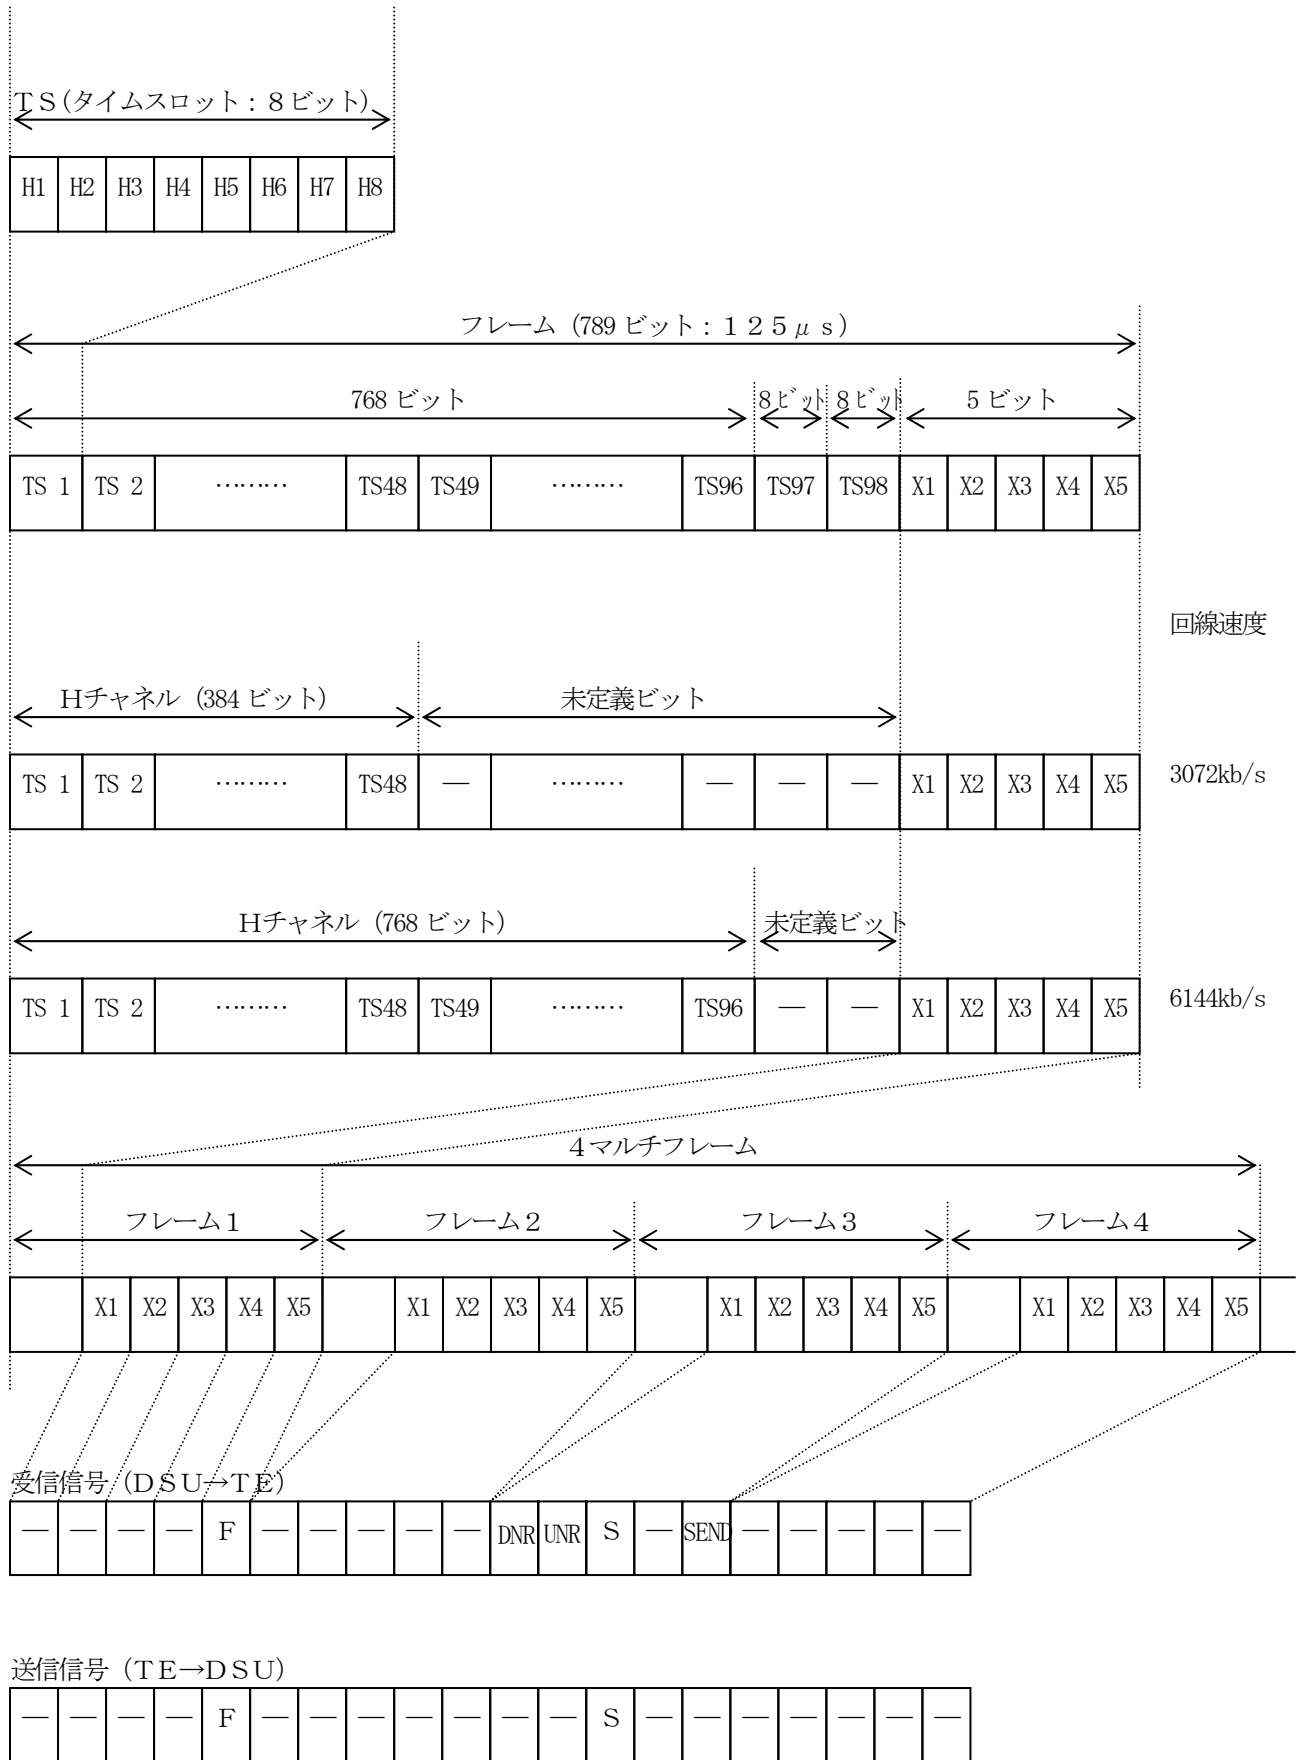 ＴＳ(タイムスロット：８ビット)
H1 H2 H3 H4 H5 H6 H7 H8
フレーム（789 ビット：１２５μｓ）
768 ビット 8ﾋﾞｯﾄ 8ﾋﾞｯﾄ 5 ビット
TS 1 TS 2 ……… TS48 TS49 ……… TS96 TS97 TS98 X1 X2 X3 X4 X5
回線速度
Ｈチャネル（384 ビット） 未定義ビット
TS 1 TS 2 ……… TS48 ― ……… ― ― ― X1 X2 X3 X4 X5 3072kb/s
Ｈチャネル（768 ビット） 未定義ビット
TS 1 TS 2 ……… TS48 TS49 ……… TS96 ― ― X1 X2 X3 X4 X5 6144kb/s
４マルチフレーム
フレーム１ フレーム２ フレーム３ フレーム４
X1 X2 X3 X4 X5 X1 X2 X3 X4 X5 X1 X2 X3 X4 X5 X1 X2 X3 X4 X5
受信信号（ＤＳＵ→ＴＥ）
― ― ― ― F ― ― ― ― ― DNR UNR S ― SEND ― ― ― ― ―
送信信号（ＴＥ→ＤＳＵ）
― ― ― ― F ― ― ― ― ― ― ― S ― ― ― ― ― ― ―